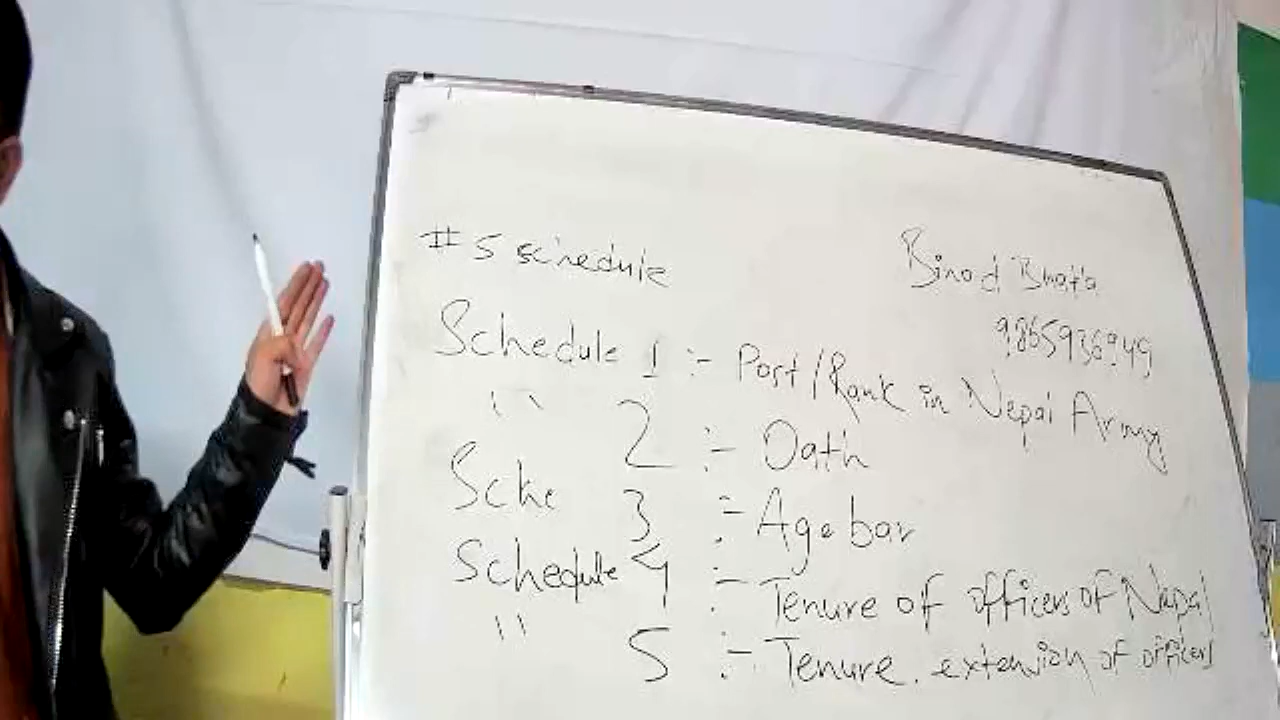 # 5 schedule
Binod Bhata
9865936949
Schedule 1 :- Post/Rank in Nepal Army
" 2 :- Oath
Sche 3 :- Age bar
Schedule 4 :- Tenure of officers of Nepal
" 5 :- Tenure extension of officers